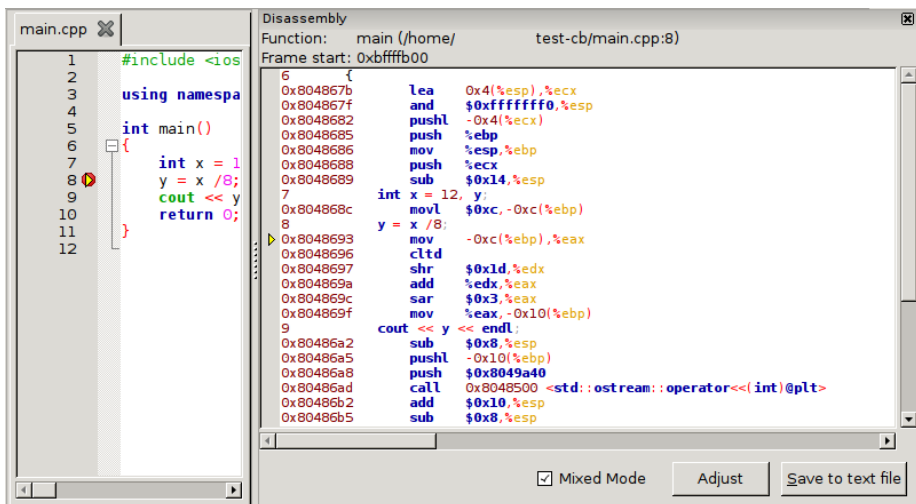 main.cpp
1 #include <ios
2
3 using namespa
4
5 int main()
6 {
7 int x = 1
8 y = x /8;
9 cout << y
10 return 0;
11 }
12
Disassembly
Function: main (/home/ test-cb/main.cpp:8)
Frame start: 0xbffffb00
6 {
0x804867b lea 0x4(%esp),%ecx
0x804867f and $0xfffffff0,%esp
0x8048682 pushl -0x4(%ecx)
0x8048685 push %ebp
0x8048686 mov %esp,%ebp
0x8048688 push %ecx
0x8048689 sub $0x14,%esp
7 int x = 12, y;
0x804868c movl $0xc,-0xc(%ebp)
8 y = x /8;
0x8048693 mov -0xc(%ebp),%eax
0x8048696 cltd
0x8048697 shr $0x1d,%edx
0x804869a add %edx,%eax
0x804869c sar $0x3,%eax
0x804869f mov %eax,-0x10(%ebp)
9 cout << y << endl;
0x80486a2 sub $0x8,%esp
0x80486a5 pushl -0x10(%ebp)
0x80486a8 push $0x8049a40
0x80486ad call 0x8048500 <std::ostream::operator<<(int)@plt>
0x80486b2 add $0x10,%esp
0x80486b5 sub $0x8,%esp
Mixed Mode
Adjust
Save to text file